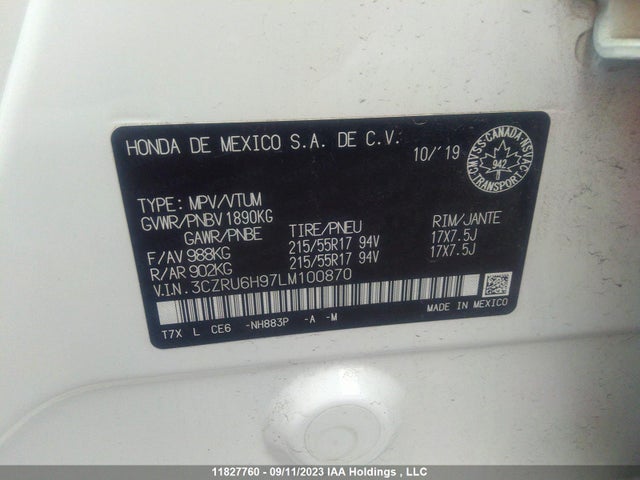 HONDA DE MEXICO S.A. DE C.V.
10/'19
CMVSS-CANADA-NSVAC
942
TRANSPORT
TYPE: MPV/VTUM
GVWR/PNBV 1890KG
GAWR/PNBE TIRE/PNEU RIM/JANTE
F/AV 988KG 215/55R17 94V 17X7.5J
R/AR 902KG 215/55R17 94V 17X7.5J
V.I.N. 3CZRU6H97LM100870
MADE IN MEXICO
T7X L CE6 -NH883P -A -M
11827760 - 09/11/2023 IAA Holdings , LLC